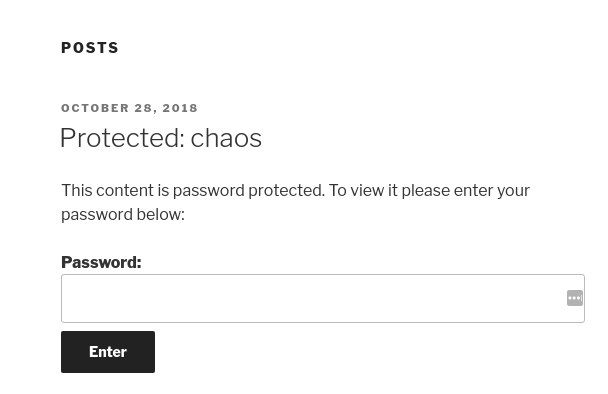 POSTS
OCTOBER 28, 2018
Protected: chaos
This content is password protected. To view it please enter your
password below:
Password:
Enter